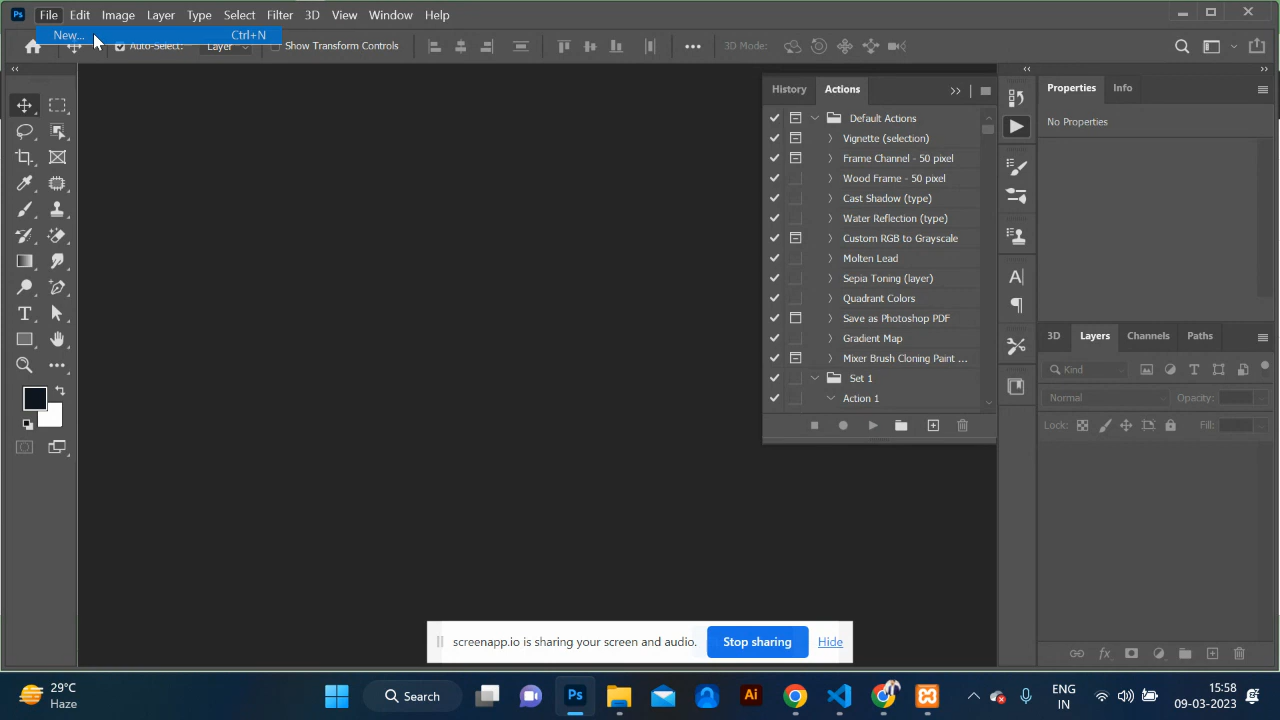 Ps File Edit Image Layer Type Select Filter 3D View Window Help
New... Ctrl+N
Auto-Select: Layer Show Transform Controls 3D Mode:
History Actions
Default Actions
Vignette (selection)
Frame Channel - 50 pixel
Wood Frame - 50 pixel
Cast Shadow (type)
Water Reflection (type)
Custom RGB to Grayscale
Molten Lead
Sepia Toning (layer)
Quadrant Colors
Save as Photoshop PDF
Gradient Map
Mixer Brush Cloning Paint ...
Set 1
Action 1
Properties Info
No Properties
3D Layers Channels Paths
Kind
Normal Opacity:
Lock: Fill:
screenapp.io is sharing your screen and audio. Stop sharing Hide
29°C
Haze
Search
Ps
Ai
ENG
IN
15:58
09-03-2023